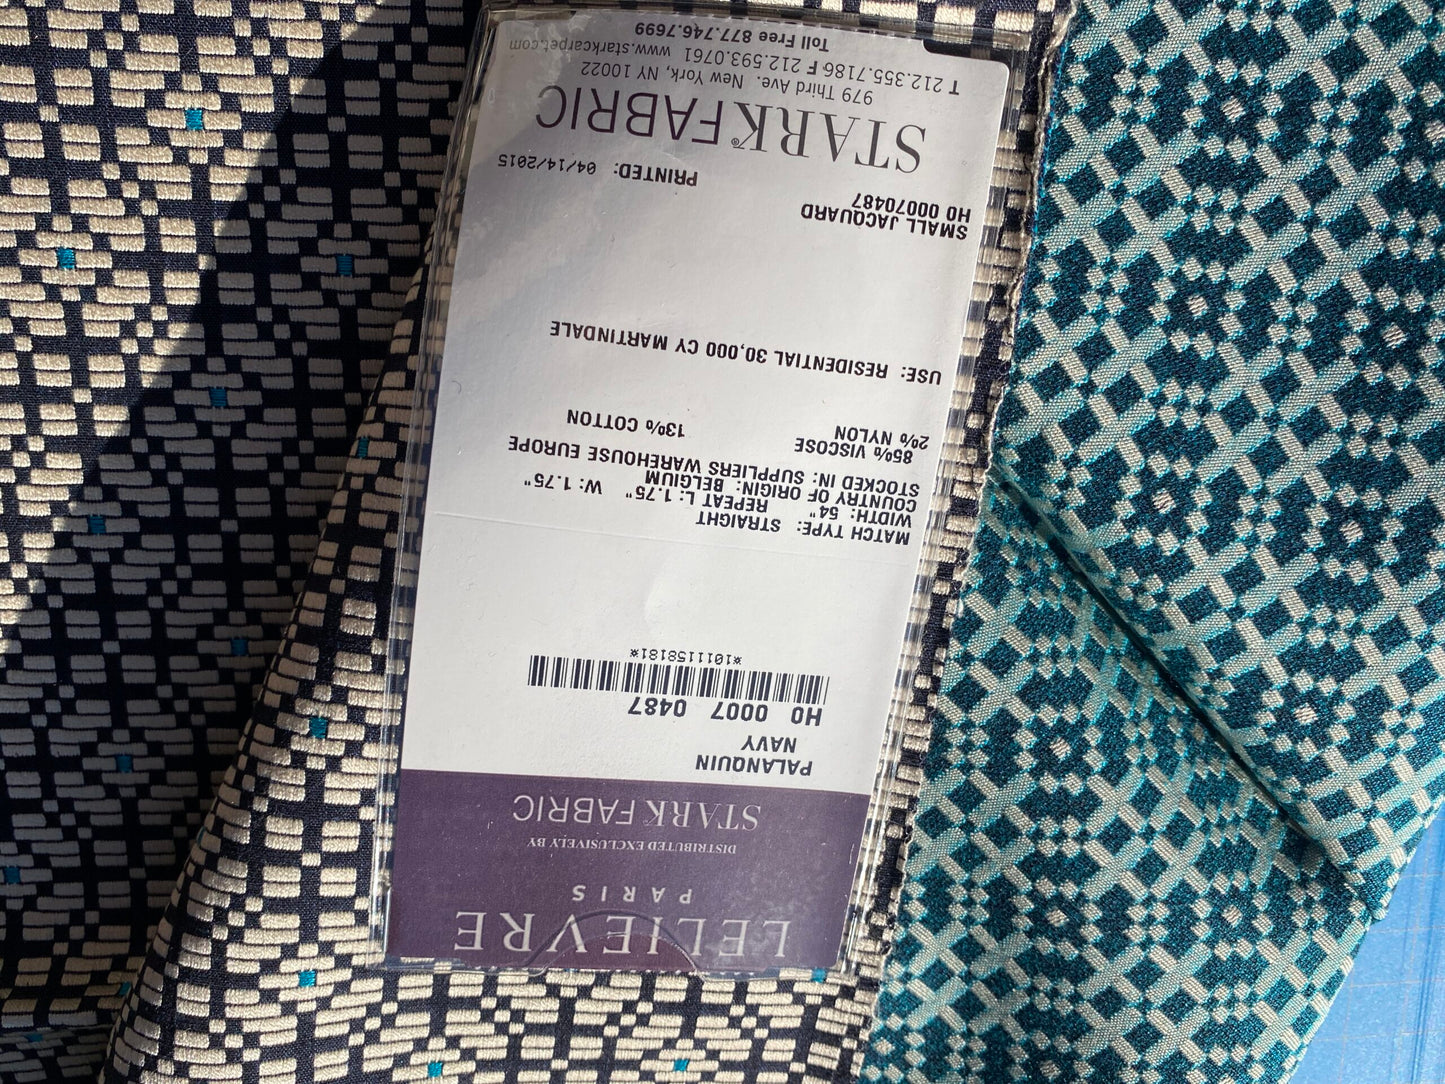 LELIEVRE
PARIS
DISTRIBUTED EXCLUSIVELY BY
STARK FABRIC
PALANQUIN
NAVY
H0 0007 0487
*1011158181*
MATCH TYPE: STRAIGHT
WIDTH: 54" REPEAT L: 1.75" W: 1.75"
COUNTRY OF ORIGIN: BELGIUM
STOCKED IN: SUPPLIERS WAREHOUSE EUROPE
85% VISCOSE 13% COTTON
2% NYLON
USE: RESIDENTIAL 30,000 CY MARTINDALE
SMALL JACQUARD
H0 00070487
PRINTED: 04/14/2015
STARK® FABRIC
979 Third Ave. New York, NY 10022
T 212.355.7186 F 212.593.0761 www.starkcarpet.com
Toll Free 877.746.7699